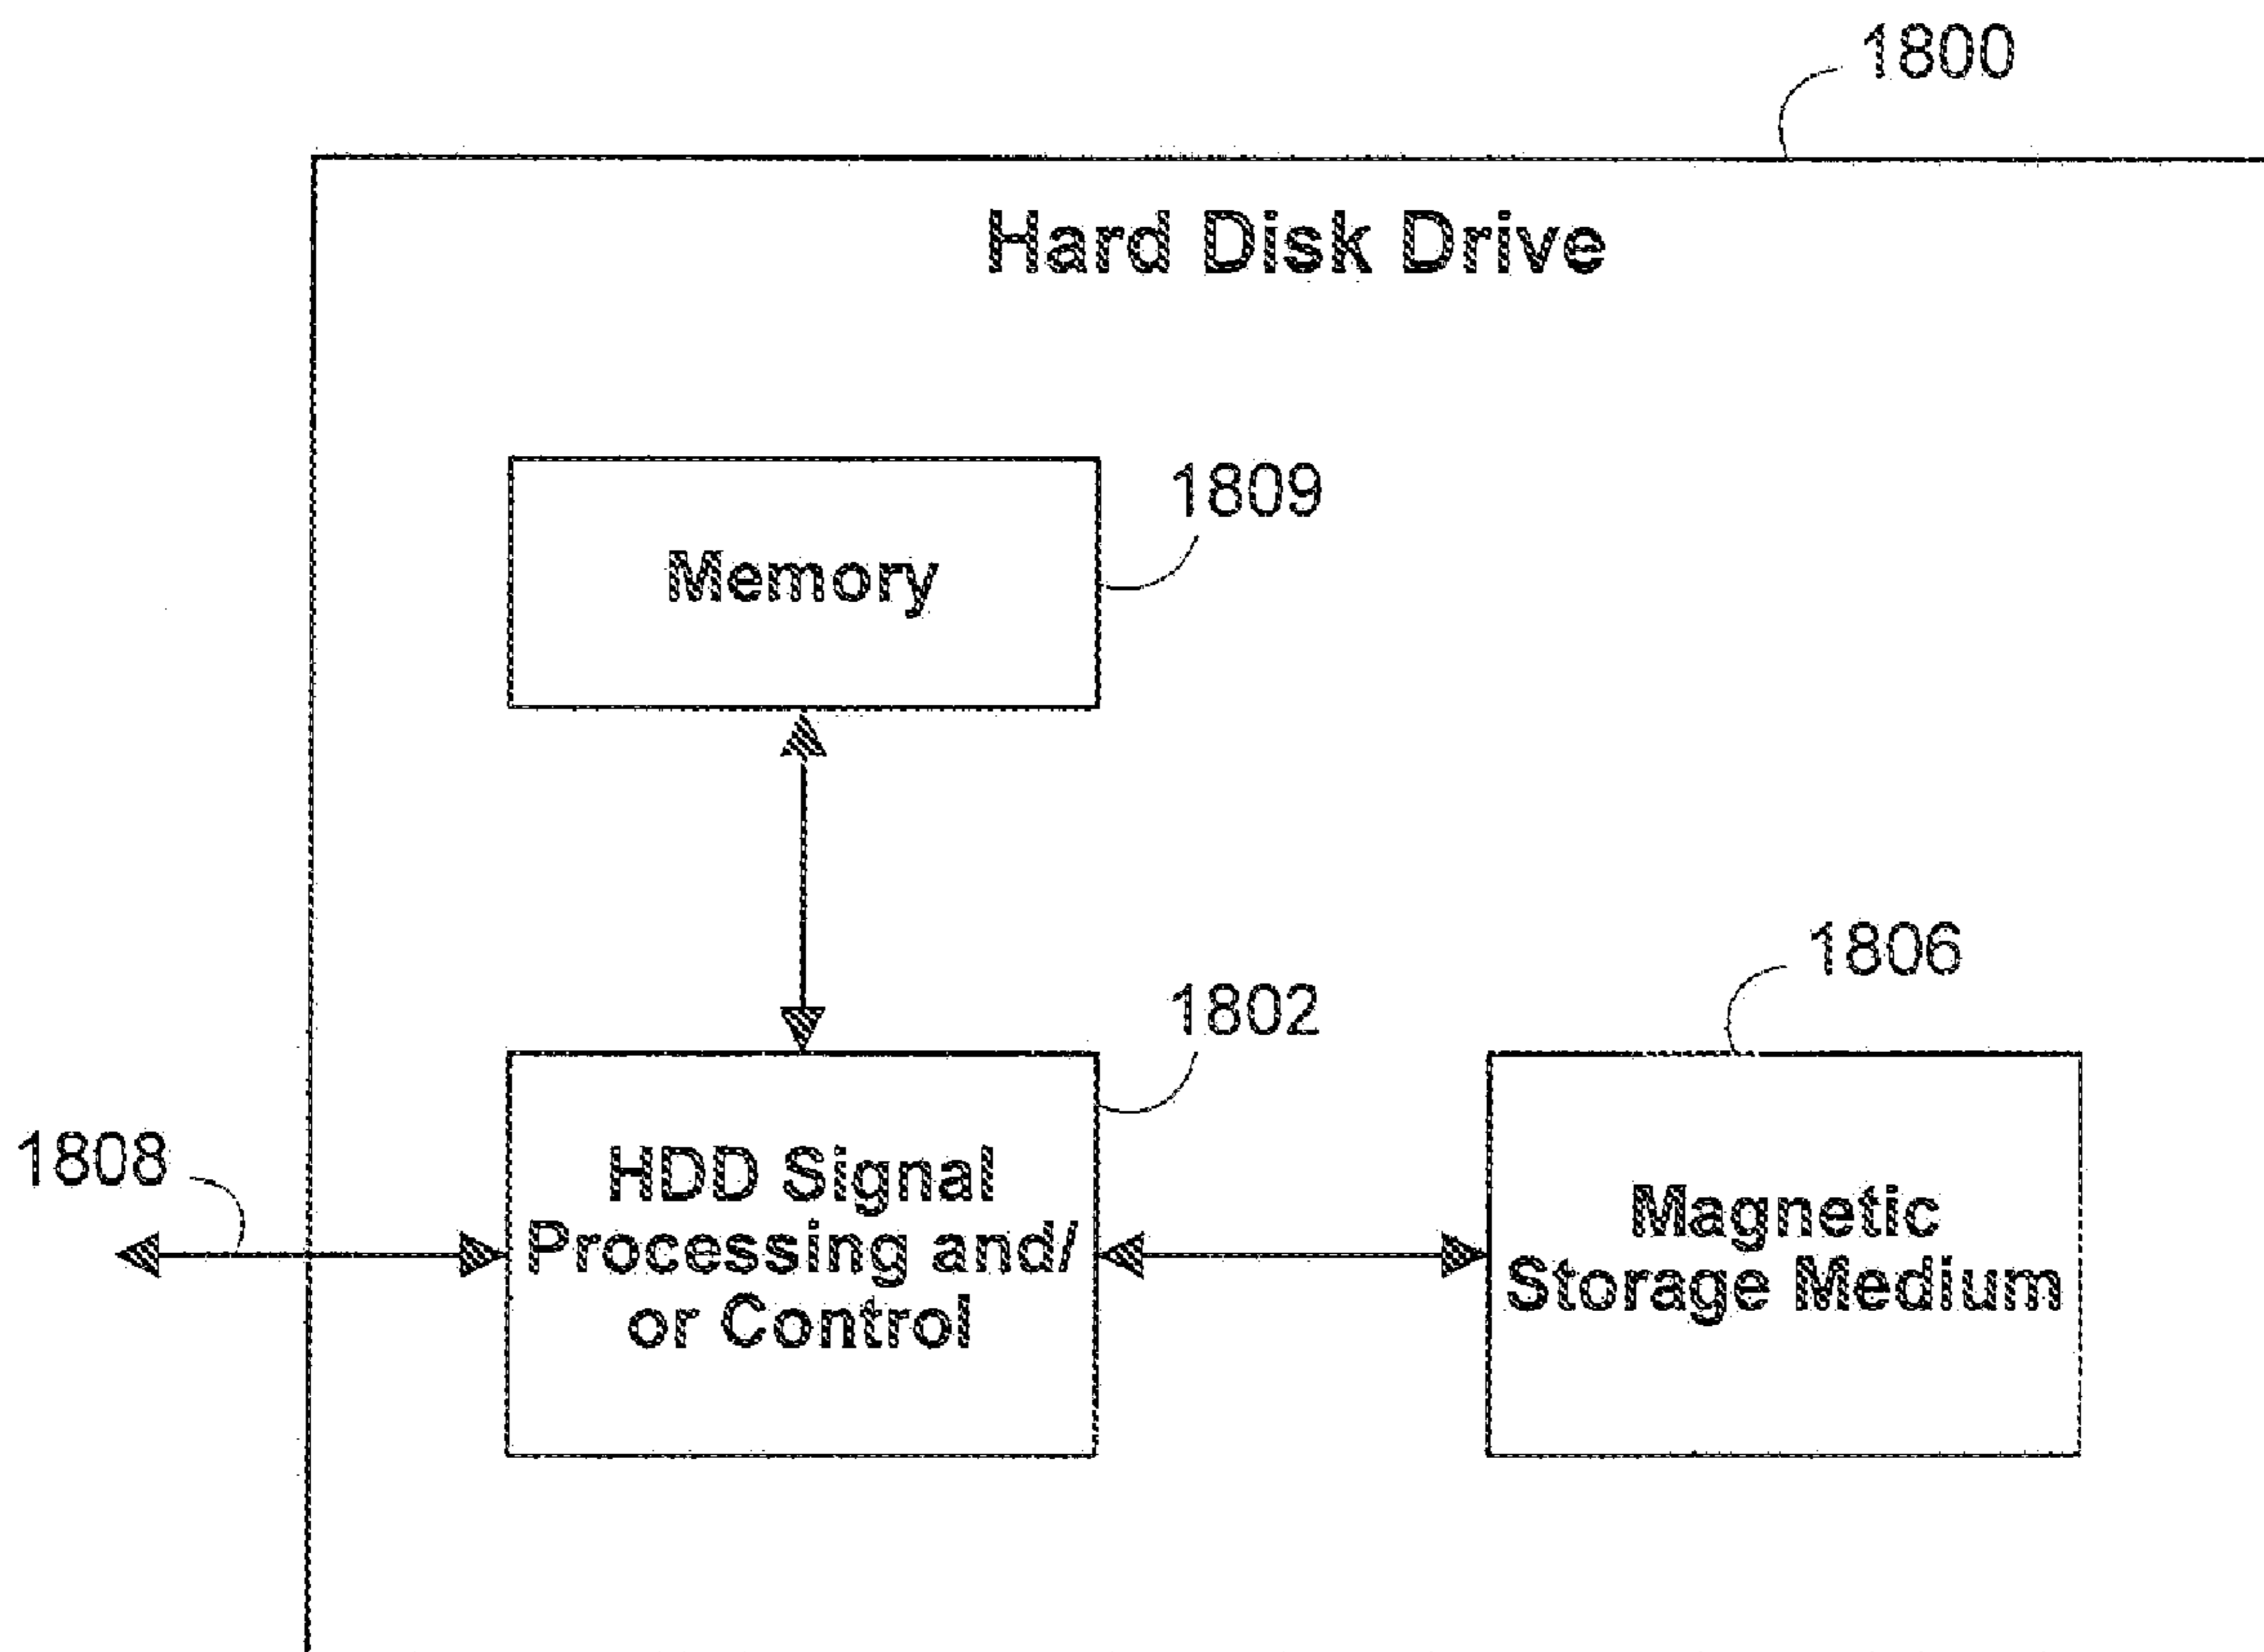 1800
Hard Disk Drive
1809
Memory
1806
1802
1808
HDD Signal
Processing and/
or Control
Magnetic
Storage Medium